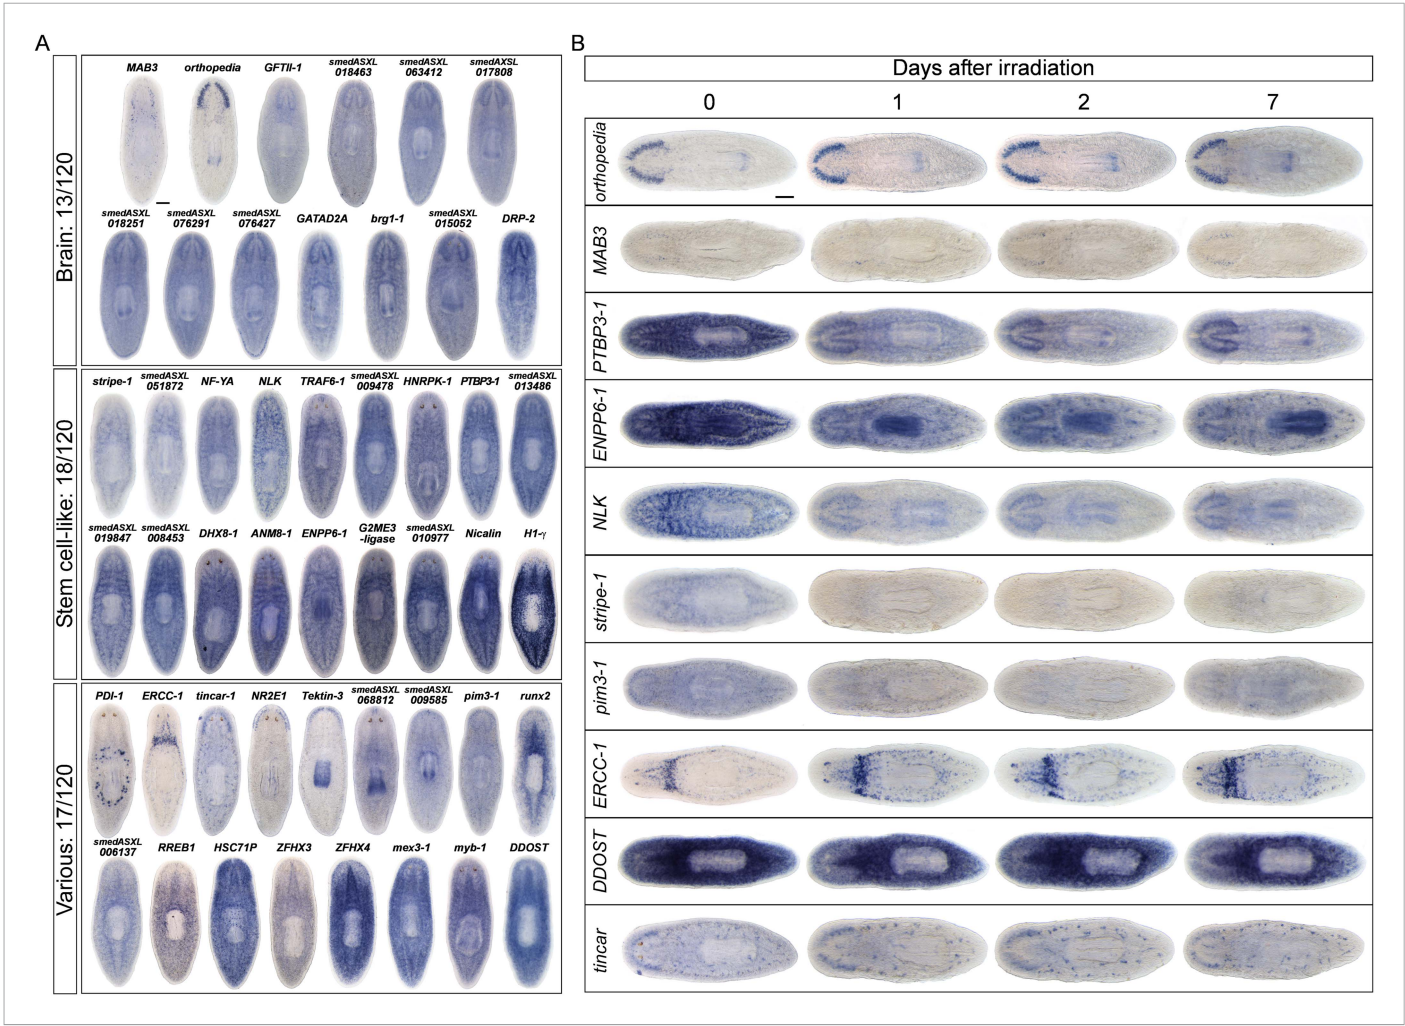 A
Brain: 13/120
MAB3 orthopedia GFTII-1 smedASXL 018463 smedASXL 063412 smedAXSL 017808
smedASXL 018251 smedASXL 076291 smedASXL 076427 GATAD2A brg1-1 smedASXL 015052 DRP-2
Stem cell-like: 18/120
stripe-1 smedASXL 051872 NF-YA NLK TRAF6-1 smedASXL 009478 HNRPK-1 PTBP3-1 smedASXL 013486
smedASXL 019847 smedASXL 008453 DHX8-1 ANM8-1 ENPP6-1 G2ME3 -ligase smedASXL 010977 Nicalin H1-γ
Various: 17/120
PDI-1 ERCC-1 tincar-1 NR2E1 Tektin-3 smedASXL 068812 smedASXL 009585 pim3-1 runx2
smedASXL 006137 RREB1 HSC71P ZFHX3 ZFHX4 mex3-1 myb-1 DDOST
B
Days after irradiation
0 1 2 7
orthopedia
MAB3
PTBP3-1
ENPP6-1
NLK
stripe-1
pim3-1
ERCC-1
DDOST
tincar